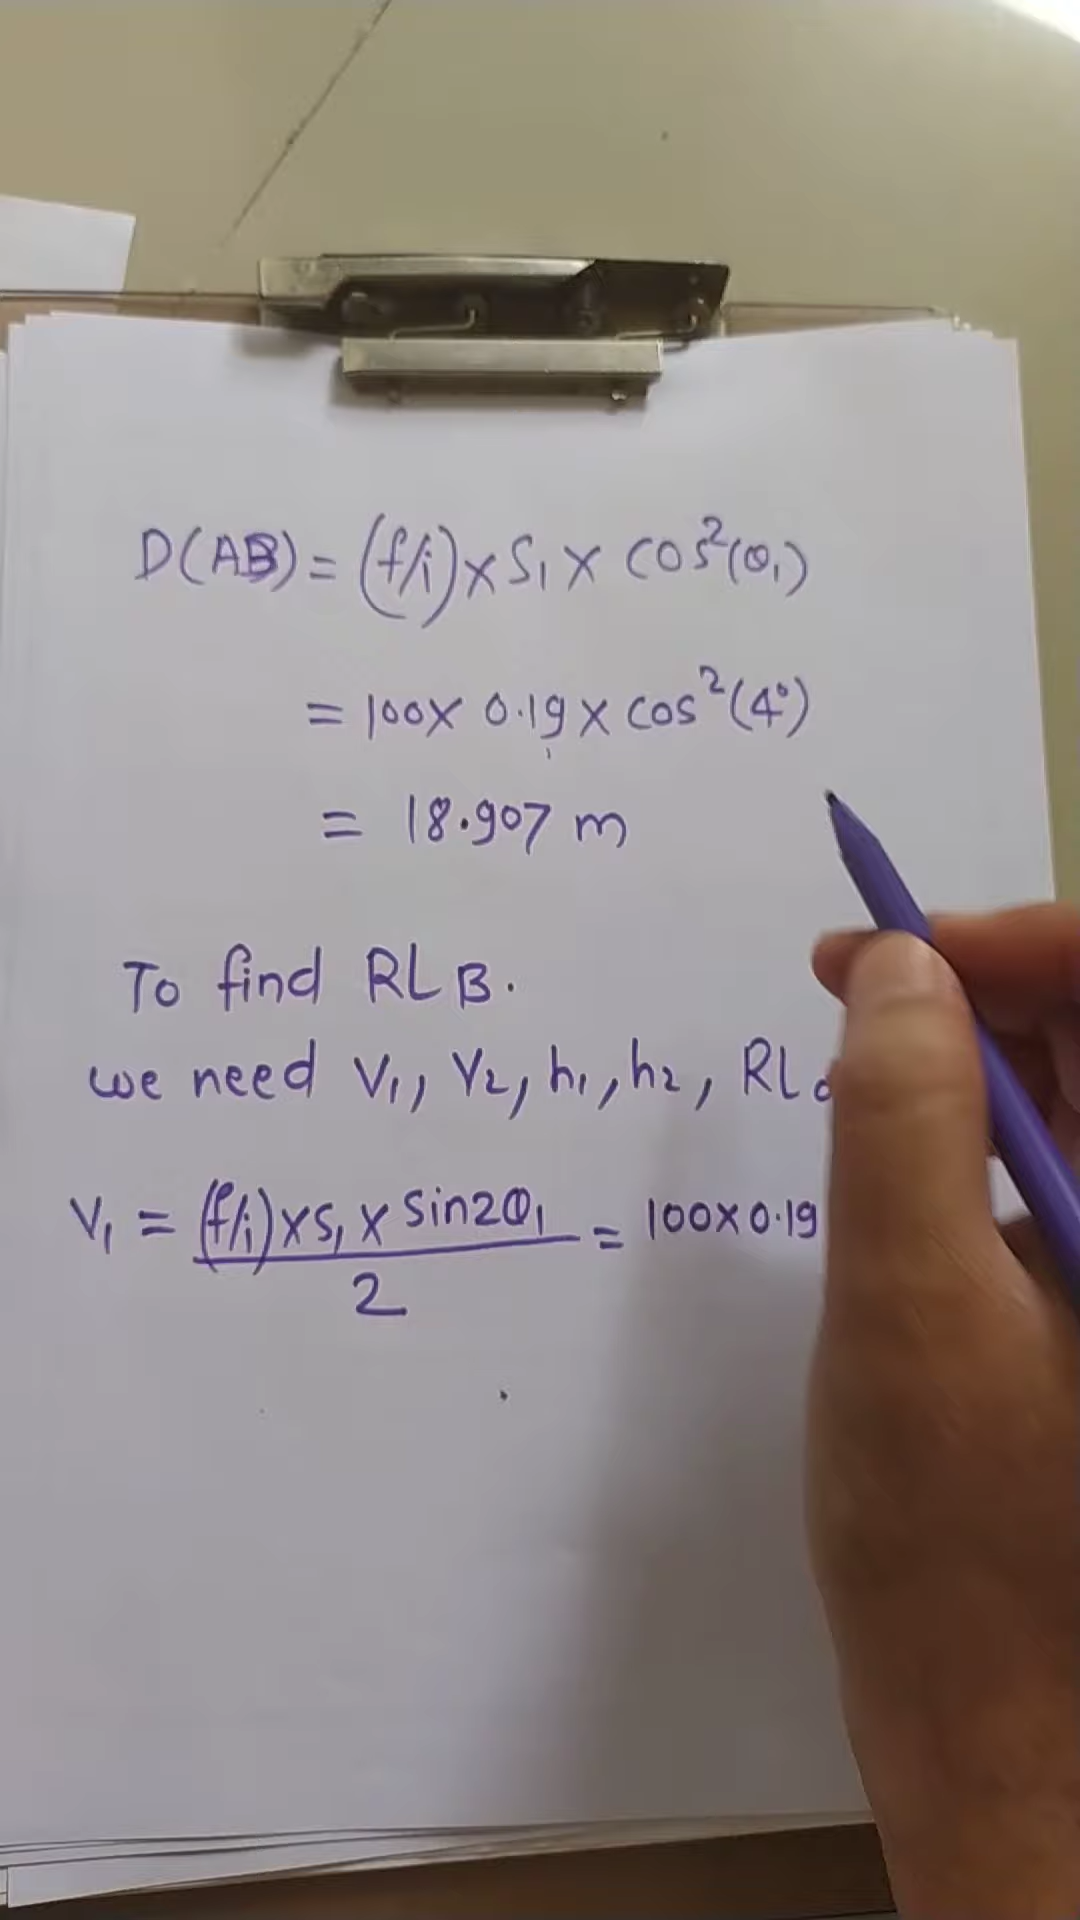 D(AB) = (f/i) x S₁ x cos²(θ₁)
= 100 x 0.19 x cos²(4°)
= 18.907 m
To find RL B.
we need V₁, V₂, h₁, h₂, RL
V₁ = (f/i) x S₁ x sin2θ₁ / 2 = 100 x 0.19